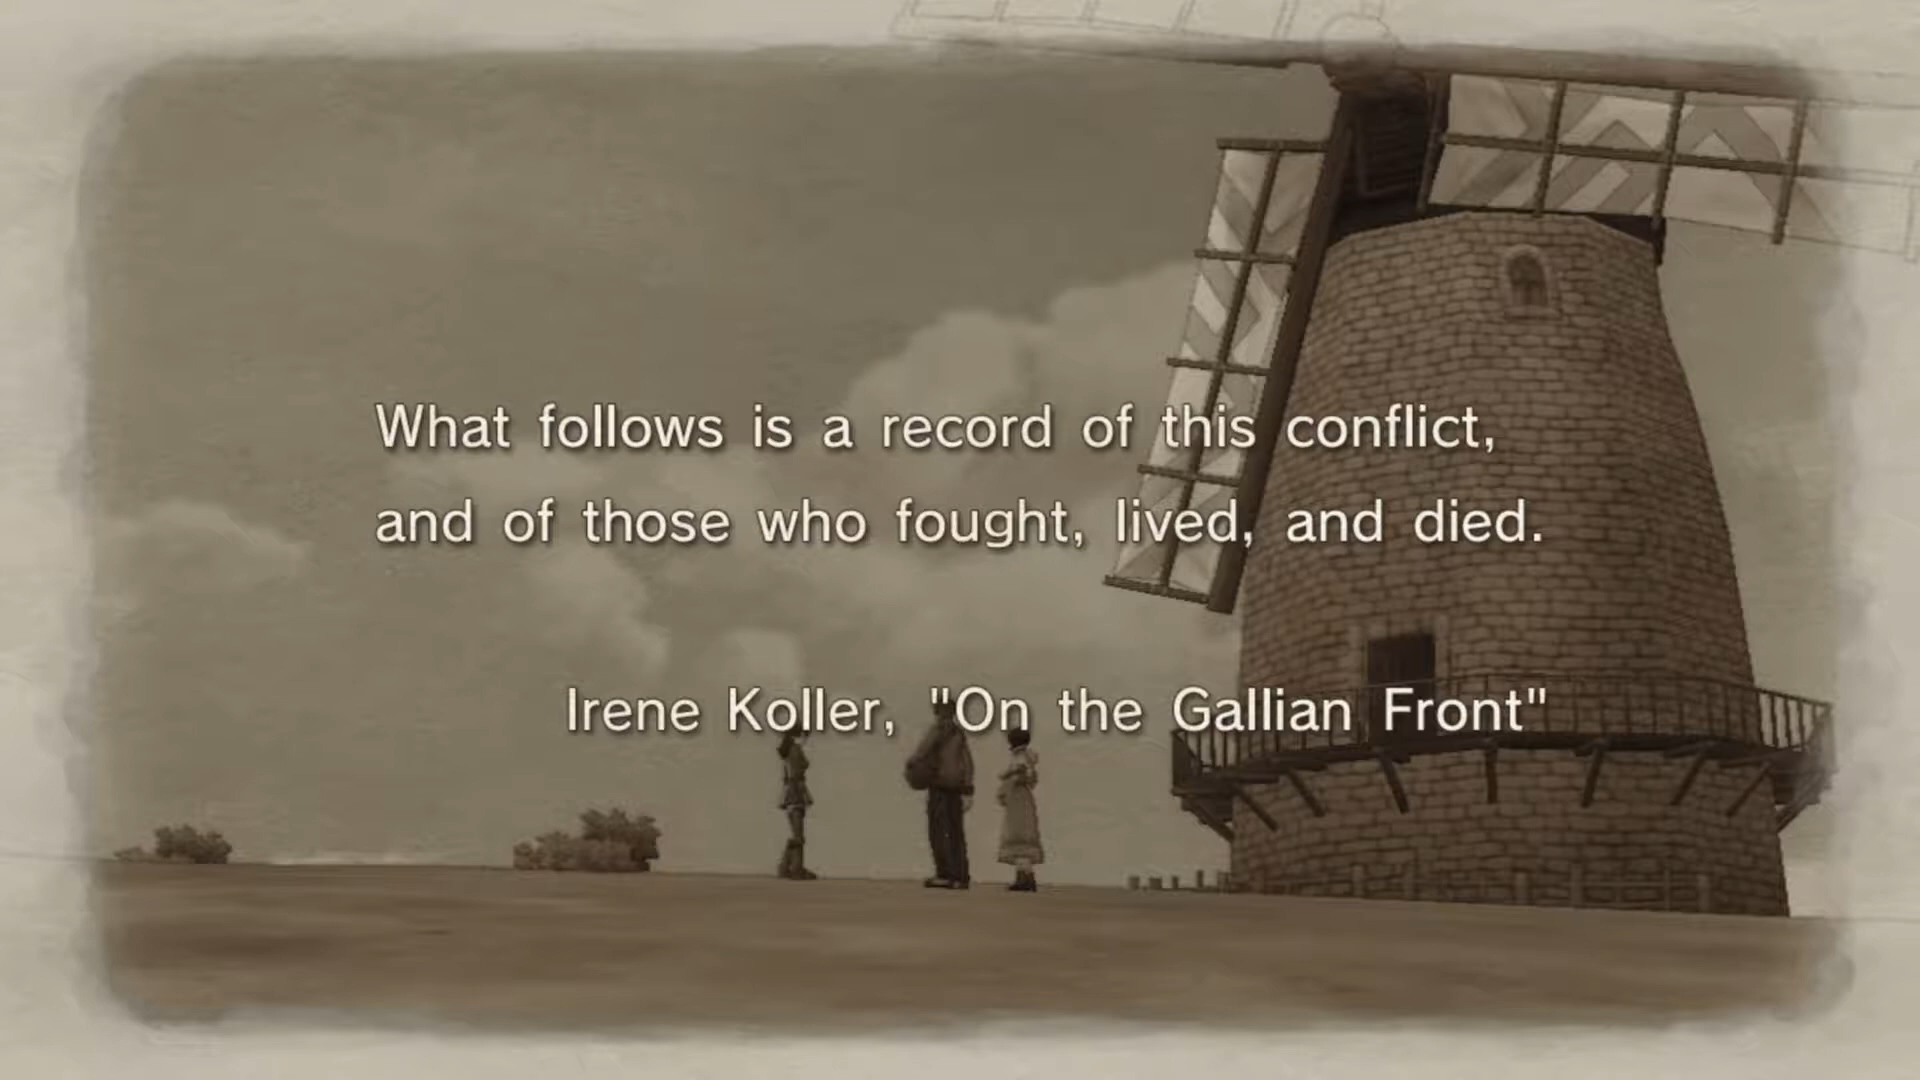 What follows is a record of this conflict,
and of those who fought, lived, and died.
Irene Koller, "On the Gallian Front"